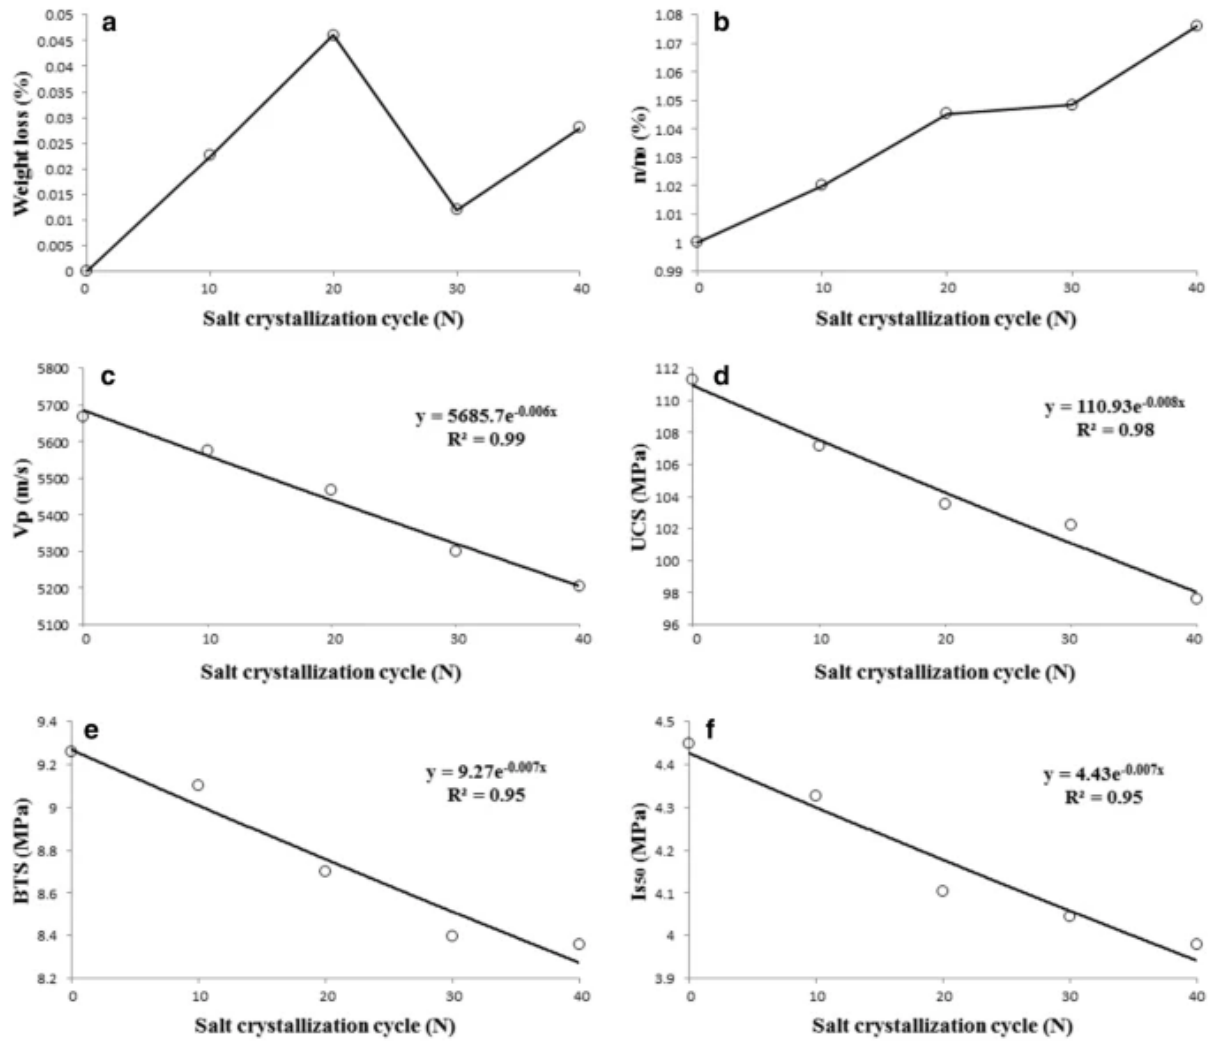 a
Weight loss (%)
0.05
0.045
0.04
0.035
0.03
0.025
0.02
0.015
0.01
0.005
0
0 10 20 30 40
Salt crystallization cycle (N)
b
n/n₀ (%)
1.08
1.07
1.06
1.05
1.04
1.03
1.02
1.01
1
0.99
0 10 20 30 40
Salt crystallization cycle (N)
c
Vp (m/s)
5800
5700
5600
5500
5400
5300
5200
5100
y = 5685.7e^-0.006x
R² = 0.99
0 10 20 30 40
Salt crystallization cycle (N)
d
UCS (MPa)
112
110
108
106
104
102
100
98
96
y = 110.93e^-0.008x
R² = 0.98
0 10 20 30 40
Salt crystallization cycle (N)
e
BTS (MPa)
9.4
9.2
9
8.8
8.6
8.4
8.2
y = 9.27e^-0.007x
R² = 0.95
0 10 20 30 40
Salt crystallization cycle (N)
f
Is₅₀ (MPa)
4.5
4.4
4.3
4.2
4.1
4
3.9
y = 4.43e^-0.007x
R² = 0.95
0 10 20 30 40
Salt crystallization cycle (N)